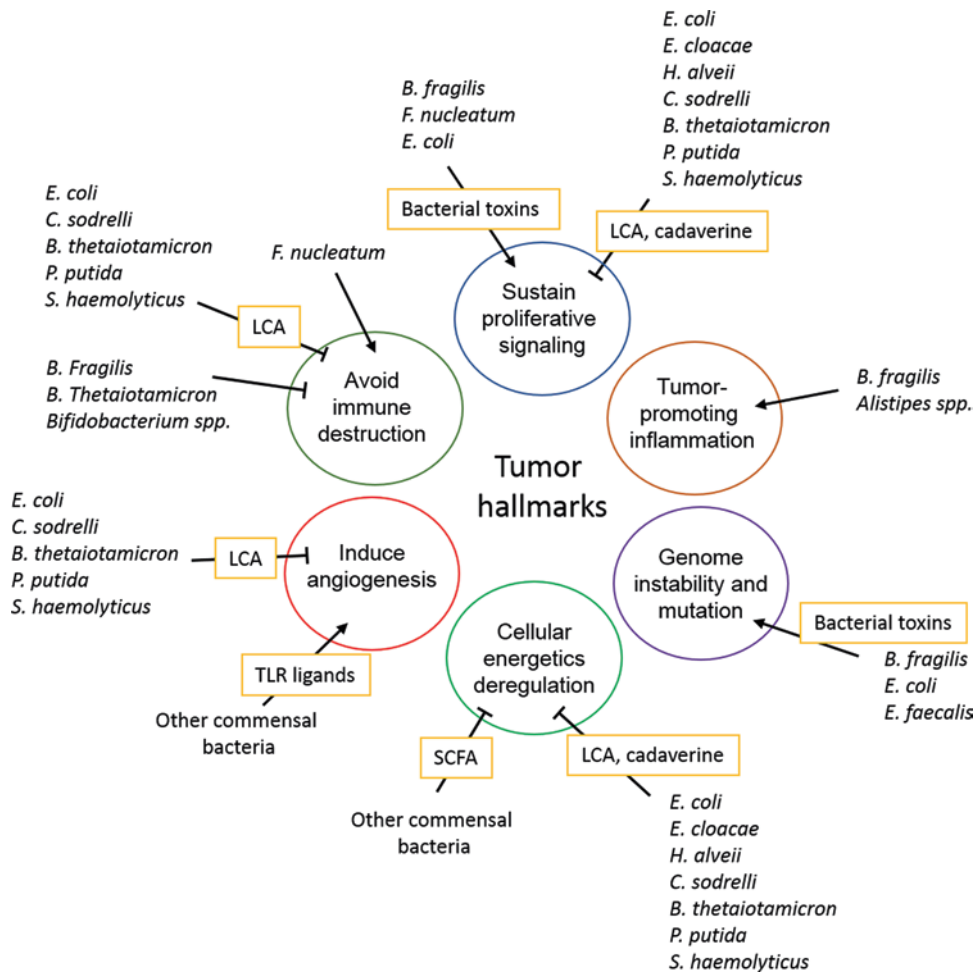 E. coli
E. cloacae
H. alveii
C. sodrelli
B. thetaiotamicron
P. putida
S. haemolyticus
LCA, cadaverine
B. fragilis
F. nucleatum
E. coli
Bacterial toxins
Sustain
proliferative
signaling
E. coli
C. sodrelli
B. thetaiotamicron
P. putida
S. haemolyticus
LCA
F. nucleatum
B. Fragilis
B. Thetaiotamicron
Bifidobacterium spp.
Avoid
immune
destruction
Tumor-
promoting
inflammation
B. fragilis
Alistipes spp.
Tumor
hallmarks
E. coli
C. sodrelli
B. thetaiotamicron
P. putida
S. haemolyticus
LCA
Induce
angiogenesis
TLR ligands
Other commensal
bacteria
Genome
instability and
mutation
Bacterial toxins
B. fragilis
E. coli
E. faecalis
Cellular
energetics
deregulation
SCFA
Other commensal
bacteria
LCA, cadaverine
E. coli
E. cloacae
H. alveii
C. sodrelli
B. thetaiotamicron
P. putida
S. haemolyticus